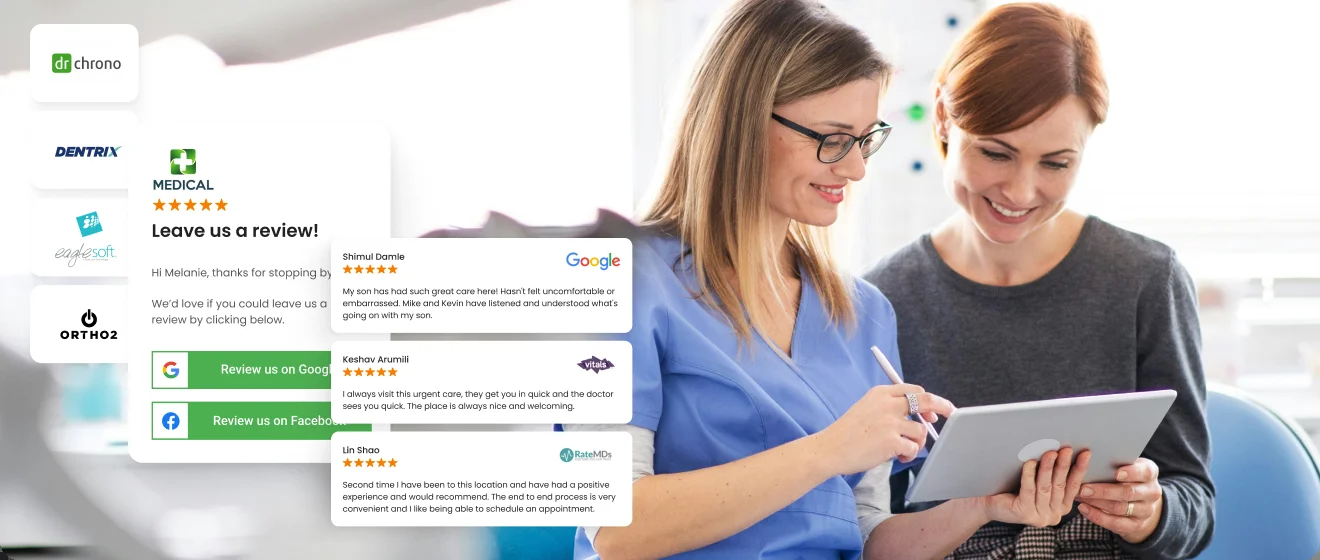 dr chrono
DENTRIX
eaglesoft.
ORTHO2
MEDICAL
Leave us a review!
Hi Melanie, thanks for stopping by
We'd love if you could leave us a
review by clicking below.
Review us on Googl
Review us on Facebook
Shimul Damle
Google
My son has had such great care here! Hasn't felt uncomfortable or
embarrassed. Mike and Kevin have listened and understood what's
going on with my son.
Keshav Arumili
vitals
I always visit this urgent care, they get you in quick and the doctor
sees you quick. The place is always nice and welcoming.
Lin Shao
RateMDs
Second time I have been to this location and have had a positive
experience and would recommend. The end to end process is very
convenient and I like being able to schedule an appointment.